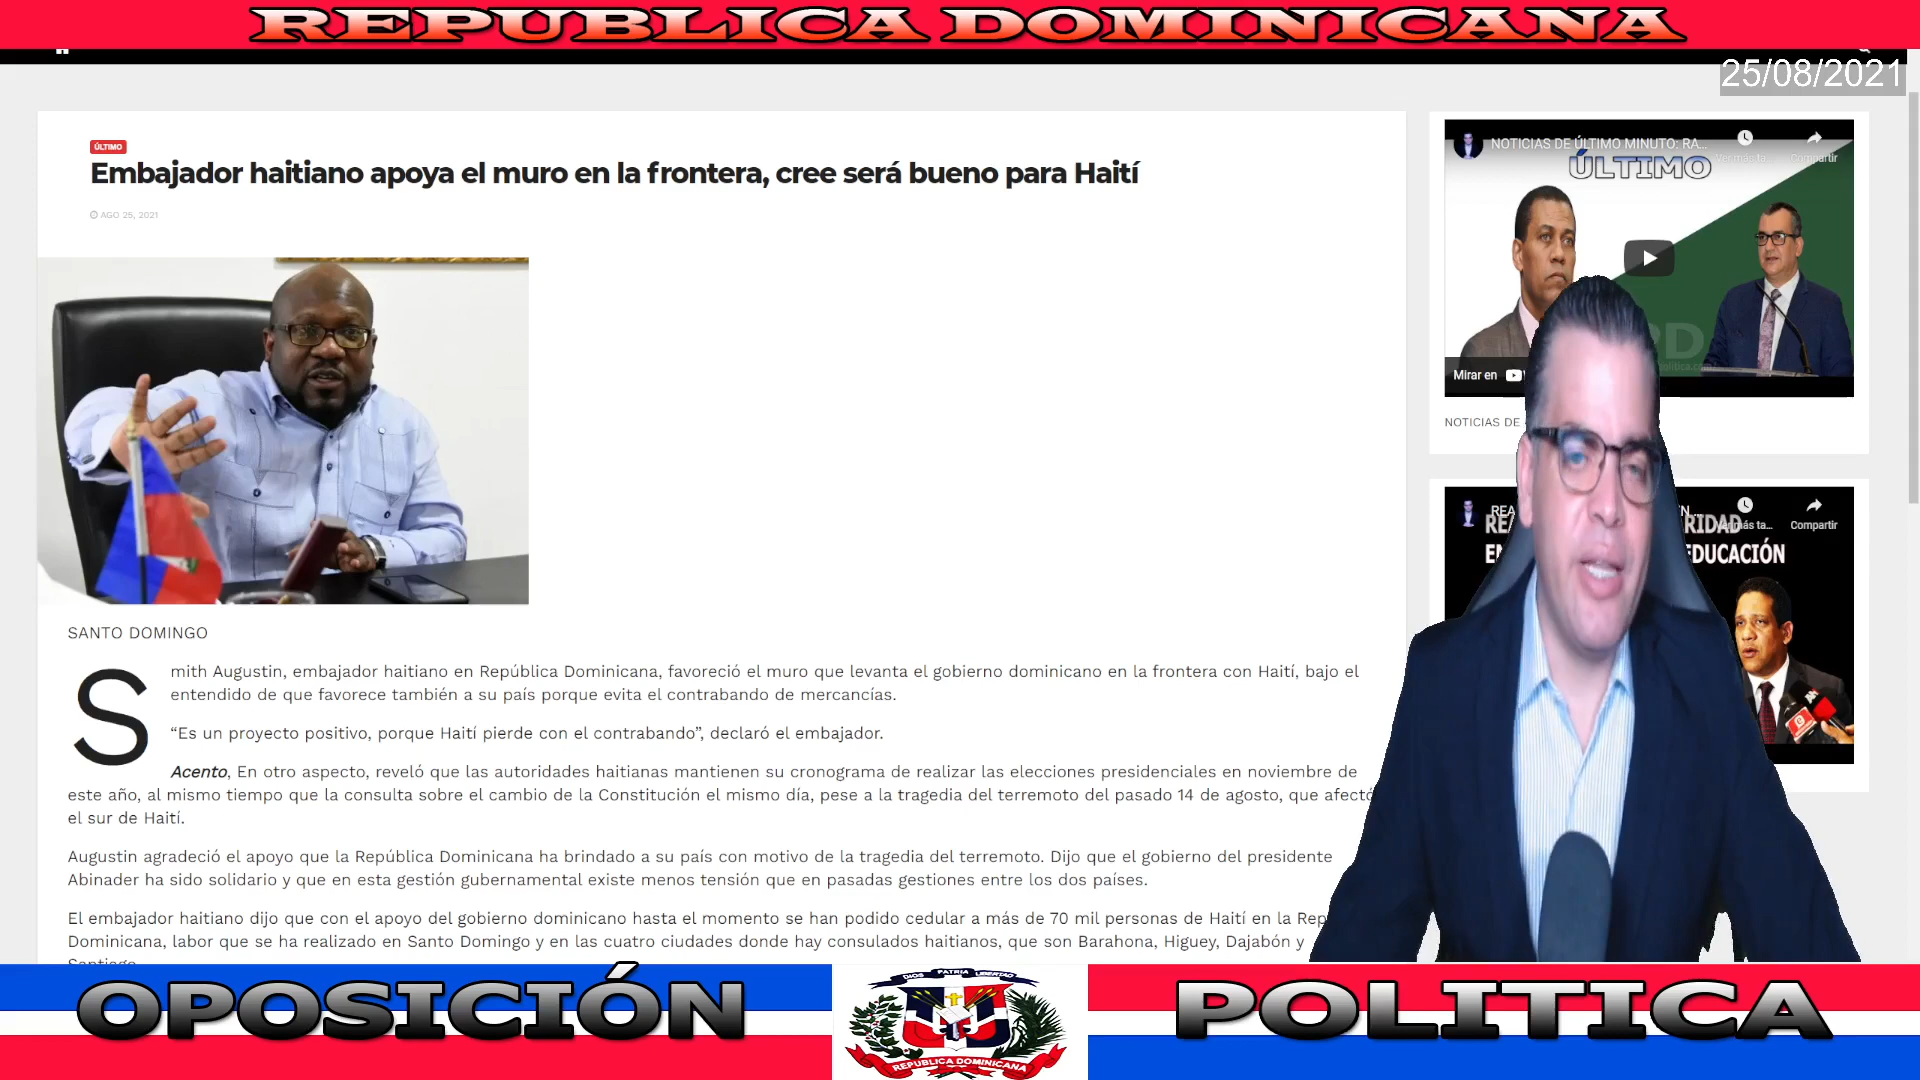 REPUBLICA DOMINICANA
25/08/2021
ÚLTIMO
Embajador haitiano apoya el muro en la frontera, cree será bueno para Haití
AGO 25, 2021
SANTO DOMINGO
Smith Augustin, embajador haitiano en República Dominicana, favoreció el muro que levanta el gobierno dominicano en la frontera con Haití, bajo el
entendido de que favorece también a su país porque evita el contrabando de mercancías.
“Es un proyecto positivo, porque Haití pierde con el contrabando”, declaró el embajador.
Acento, En otro aspecto, reveló que las autoridades haitianas mantienen su cronograma de realizar las elecciones presidenciales en noviembre de
este año, al mismo tiempo que la consulta sobre el cambio de la Constitución el mismo día, pese a la tragedia del terremoto del pasado 14 de agosto, que afectó
el sur de Haití.
Augustin agradeció el apoyo que la República Dominicana ha brindado a su país con motivo de la tragedia del terremoto. Dijo que el gobierno del presidente
Abinader ha sido solidario y que en esta gestión gubernamental existe menos tensión que en pasadas gestiones entre los dos países.
El embajador haitiano dijo que con el apoyo del gobierno dominicano hasta el momento se han podido cedular a más de 70 mil personas de Haití en la Rep
Dominicana, labor que se ha realizado en Santo Domingo y en las cuatro ciudades donde hay consulados haitianos, que son Barahona, Higuey, Dajabón y
NOTICIAS DE ÚLTIMO MINUTO: RA...
Ver más ta... Compartir
ÚLTIMO
PD
Mirar en
NOTICIAS DE
REA
Ver más ta... Compartir
RIDAD
EDUCACIÓN
OPOSICIÓN
DIOS PATRIA LIBERTAD
REPUBLICA DOMINICANA
POLITICA